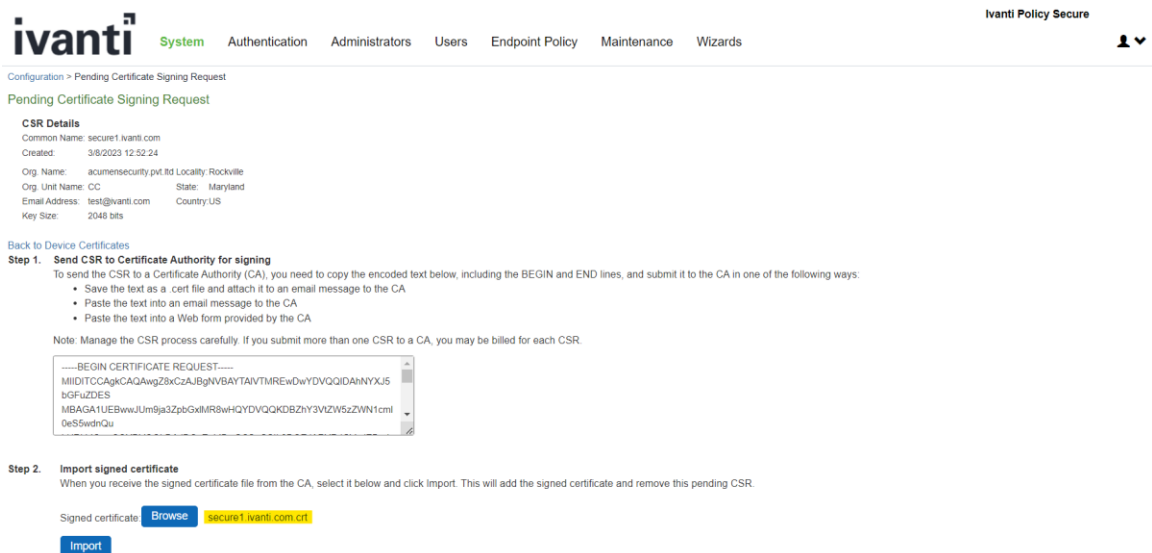 Ivanti Policy Secure
ivanti System Authentication Administrators Users Endpoint Policy Maintenance Wizards
Configuration > Pending Certificate Signing Request
Pending Certificate Signing Request
CSR Details
Common Name: secure1.ivanti.com
Created: 3/8/2023 12:52:24
Org. Name: acumensecurity.pvt.ltd Locality: Rockville
Org. Unit Name: CC State: Maryland
Email Address: test@ivanti.com Country:US
Key Size: 2048 bits
Back to Device Certificates
Step 1. Send CSR to Certificate Authority for signing
To send the CSR to a Certificate Authority (CA), you need to copy the encoded text below, including the BEGIN and END lines, and submit it to the CA in one of the following ways:
• Save the text as a .cert file and attach it to an email message to the CA
• Paste the text into an email message to the CA
• Paste the text into a Web form provided by the CA
Note: Manage the CSR process carefully. If you submit more than one CSR to a CA, you may be billed for each CSR.
-----BEGIN CERTIFICATE REQUEST-----
MIIDITCCAgkCAQAwgZ8xCzAJBgNVBAYTAlVTMREwDwYDVQQIDAhNYXJ5
bGFuZDES
MBAGA1UEBwwJUm9ja3ZpbGxlMR8wHQYDVQQKDBZhY3VtZW5zZWN1cml
0eS5wdnQu
Step 2. Import signed certificate
When you receive the signed certificate file from the CA, select it below and click Import. This will add the signed certificate and remove this pending CSR.
Signed certificate: Browse secure1.ivanti.com.crt
Import